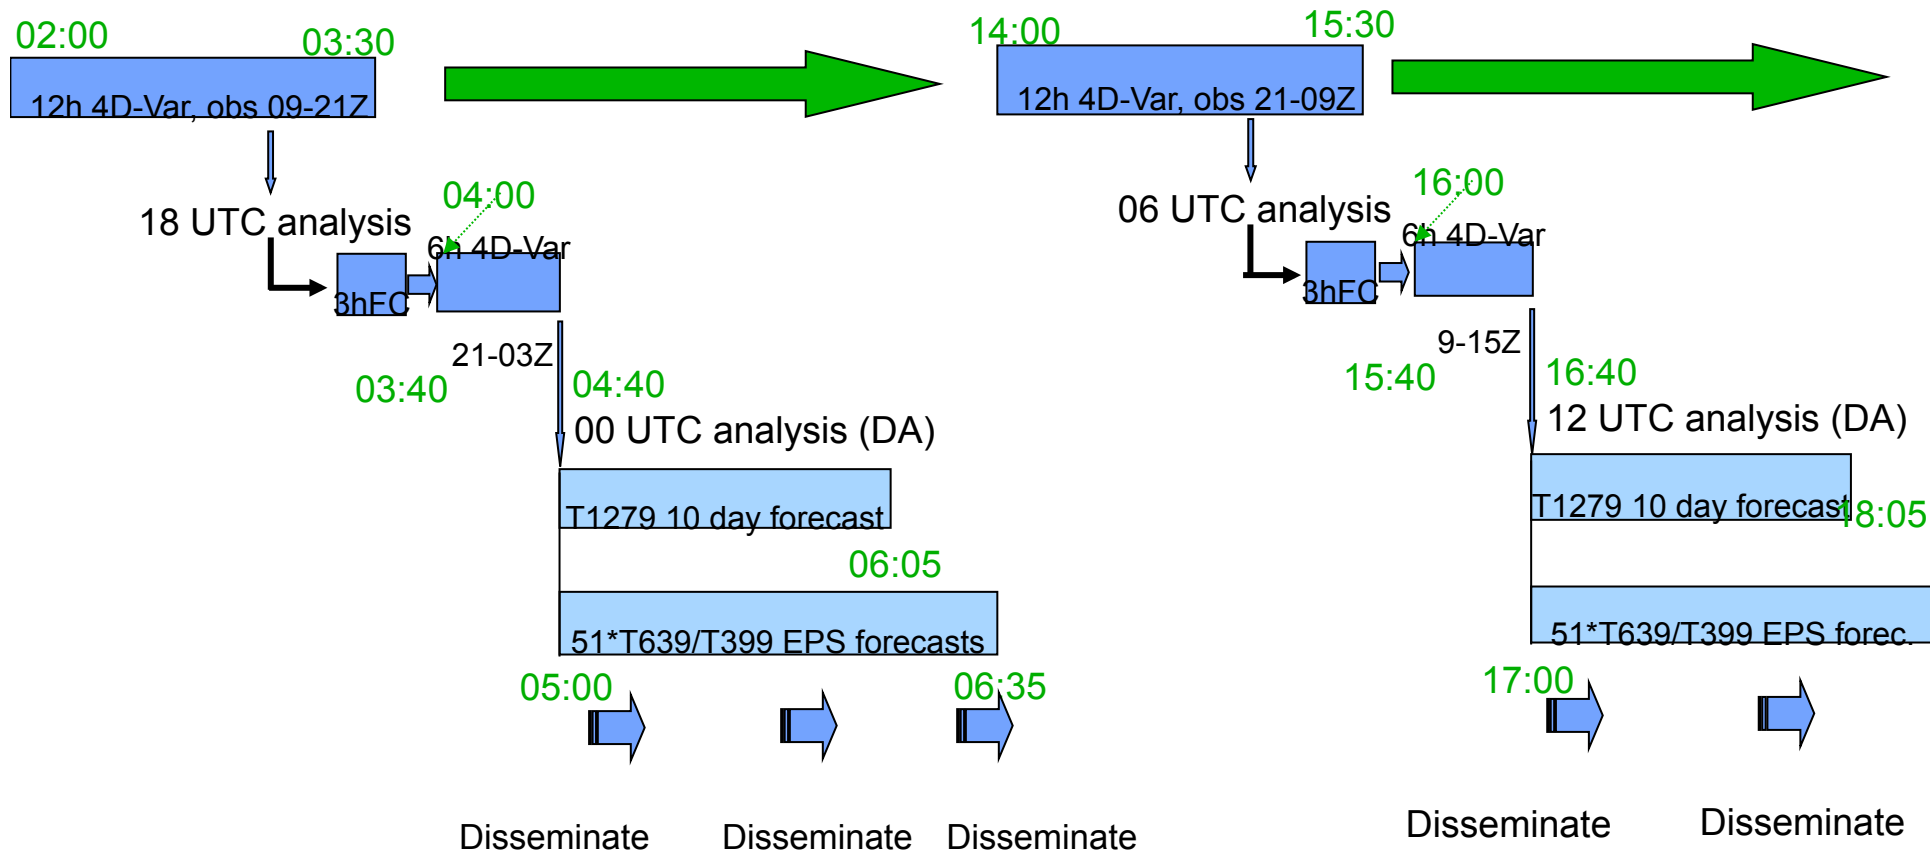 02:00
03:30
12h 4D-Var, obs 09-21Z
18 UTC analysis
04:00
6h 4D-Var
3hFC
21-03Z
03:40
04:40
00 UTC analysis (DA)
T1279 10 day forecast
06:05
51*T639/T399 EPS forecasts
05:00
06:35
Disseminate
Disseminate
Disseminate
14:00
15:30
12h 4D-Var, obs 21-09Z
06 UTC analysis
16:00
6h 4D-Var
3hFC
9-15Z
15:40
16:40
12 UTC analysis (DA)
T1279 10 day forecast
18:05
51*T639/T399 EPS forec.
17:00
Disseminate
Disseminate